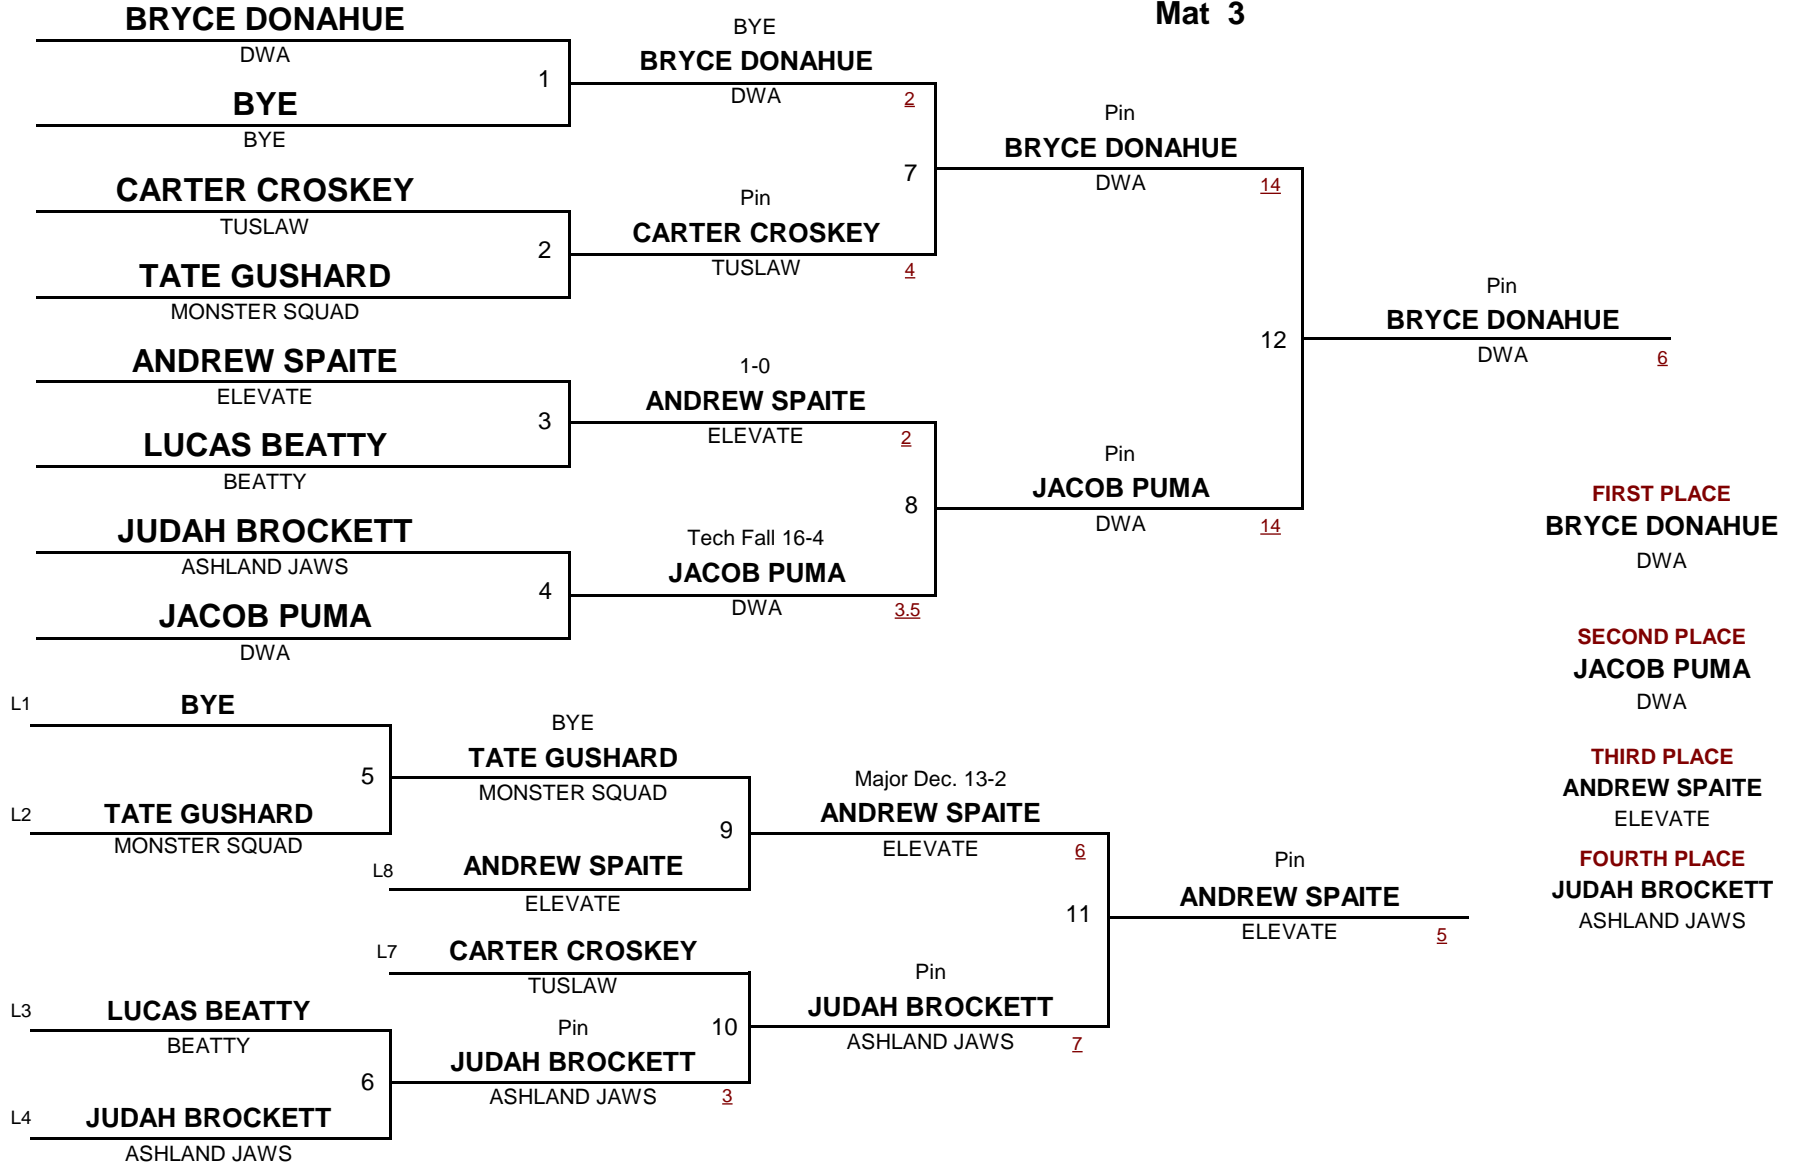 Mat 3
BRYCE DONAHUE
DWA
1
BYE
BYE
CARTER CROSKEY
TUSLAW
2
TATE GUSHARD
MONSTER SQUAD
ANDREW SPAITE
ELEVATE
3
LUCAS BEATTY
BEATTY
JUDAH BROCKETT
ASHLAND JAWS
4
JACOB PUMA
DWA
BYE
BRYCE DONAHUE
DWA 2
7
Pin
CARTER CROSKEY
TUSLAW 4
1-0
ANDREW SPAITE
ELEVATE 2
8
Tech Fall 16-4
JACOB PUMA
DWA 3.5
Pin
BRYCE DONAHUE
DWA 14
12
Pin
JACOB PUMA
DWA 14
Pin
BRYCE DONAHUE
DWA 6
FIRST PLACE
BRYCE DONAHUE
DWA
SECOND PLACE
JACOB PUMA
DWA
THIRD PLACE
ANDREW SPAITE
ELEVATE
FOURTH PLACE
JUDAH BROCKETT
ASHLAND JAWS
L1 BYE
5
L2 TATE GUSHARD
MONSTER SQUAD
L3 LUCAS BEATTY
BEATTY
6
L4 JUDAH BROCKETT
ASHLAND JAWS
BYE
TATE GUSHARD
MONSTER SQUAD
9
L8 ANDREW SPAITE
ELEVATE
L7 CARTER CROSKEY
TUSLAW
Pin 10
JUDAH BROCKETT
ASHLAND JAWS 3
Major Dec. 13-2
ANDREW SPAITE
ELEVATE 6
11
Pin
JUDAH BROCKETT
ASHLAND JAWS 7
Pin
ANDREW SPAITE
ELEVATE 5